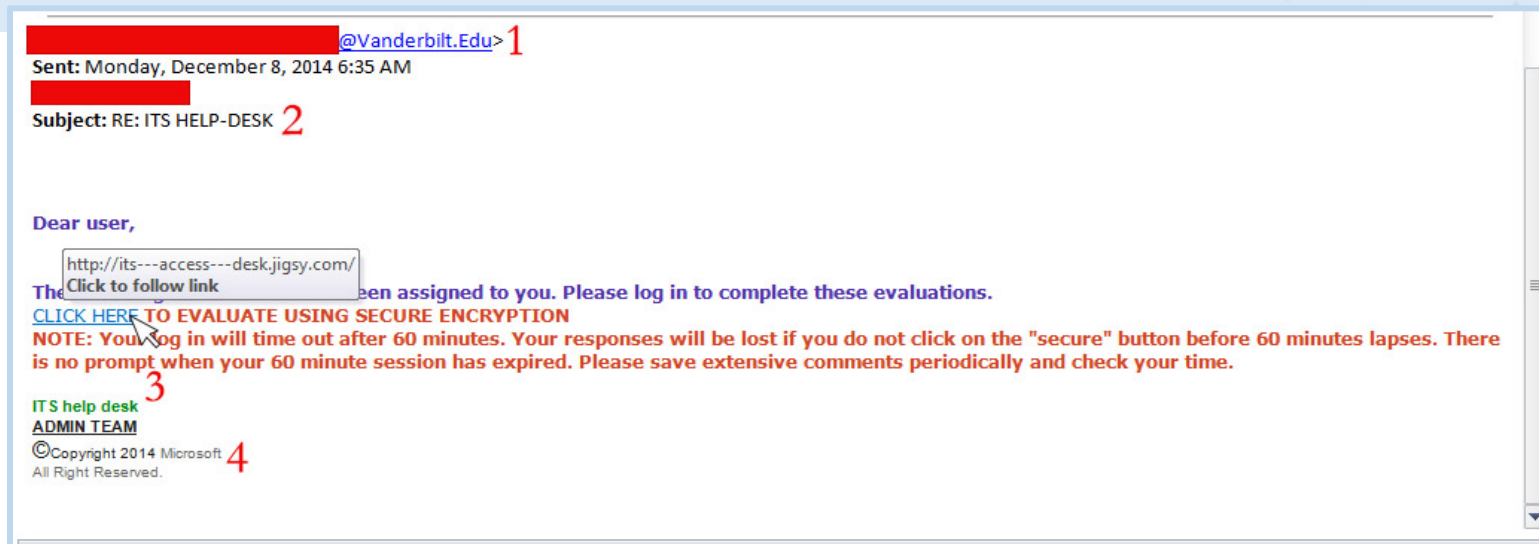 @Vanderbilt.Edu> 1
Sent: Monday, December 8, 2014 6:35 AM
Subject: RE: ITS HELP-DESK 2
Dear user,
http://its---access---desk.jigsy.com/
Click to follow link
The een assigned to you. Please log in to complete these evaluations.
CLICK HERE TO EVALUATE USING SECURE ENCRYPTION
NOTE: Your log in will time out after 60 minutes. Your responses will be lost if you do not click on the "secure" button before 60 minutes lapses. There
is no prompt when your 60 minute session has expired. Please save extensive comments periodically and check your time.
3
ITS help desk
ADMIN TEAM
©Copyright 2014 Microsoft 4
All Right Reserved.